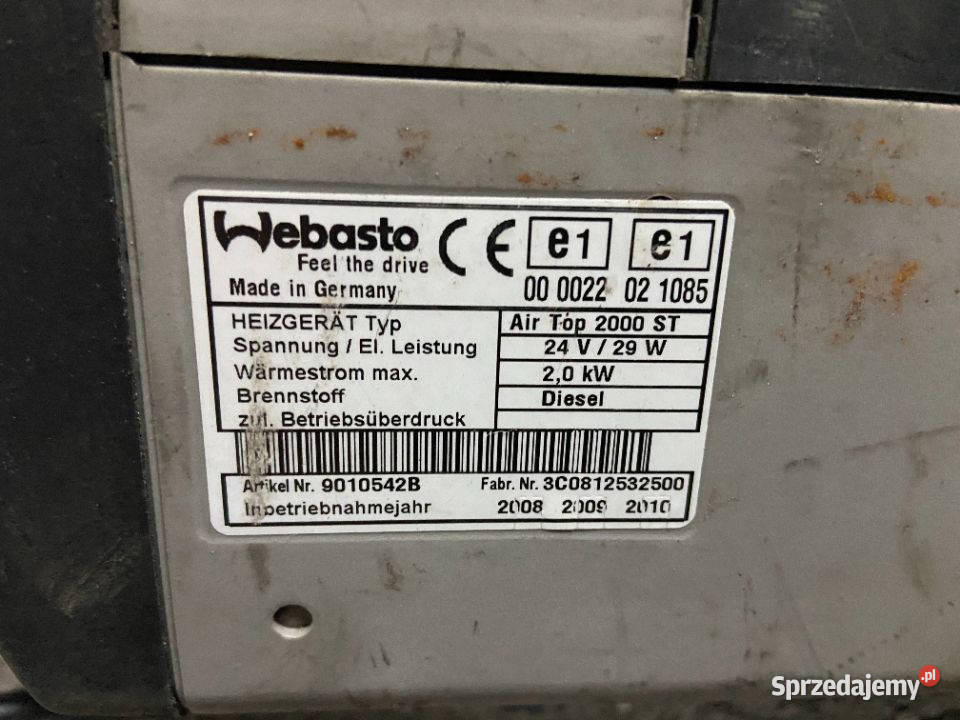 Webasto
Feel the drive
Made in Germany
CE
e1 e1
00 0022 02 1085
HEIZGERÄT Typ Air Top 2000 ST
Spannung / El. Leistung 24 V / 29 W
Wärmestrom max. 2,0 kW
Brennstoff Diesel
zul. Betriebsüberdruck
Artikel Nr. 9010542B Fabr. Nr. 3C0812532500
Inbetriebnahmejahr 2008 2009 2010
Sprzedajemy.pl